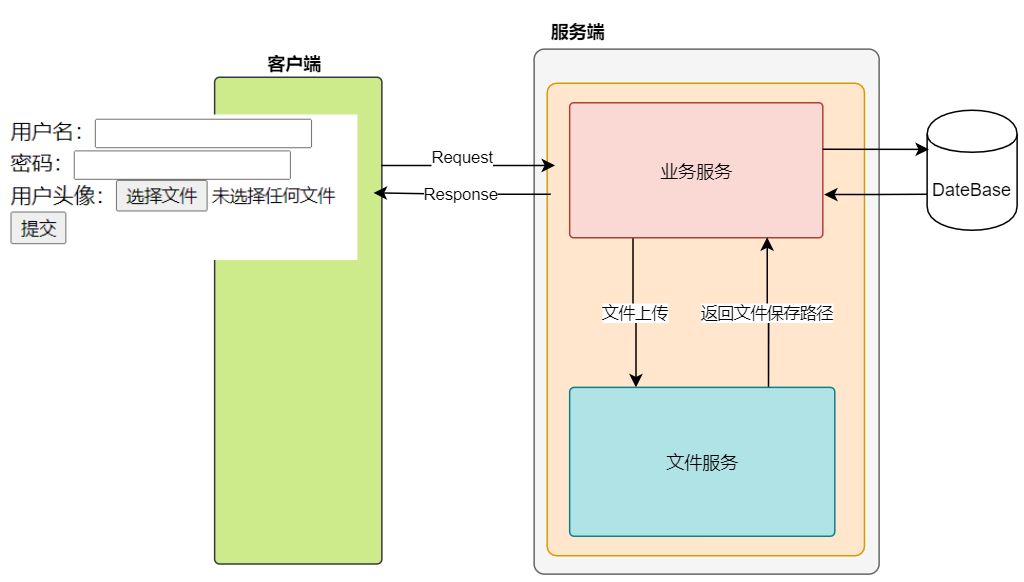 服务端
客户端
用户名：
密码：
用户头像： 选择文件 未选择任何文件
提交
Request
Response
业务服务
DateBase
文件上传
返回文件保存路径
文件服务